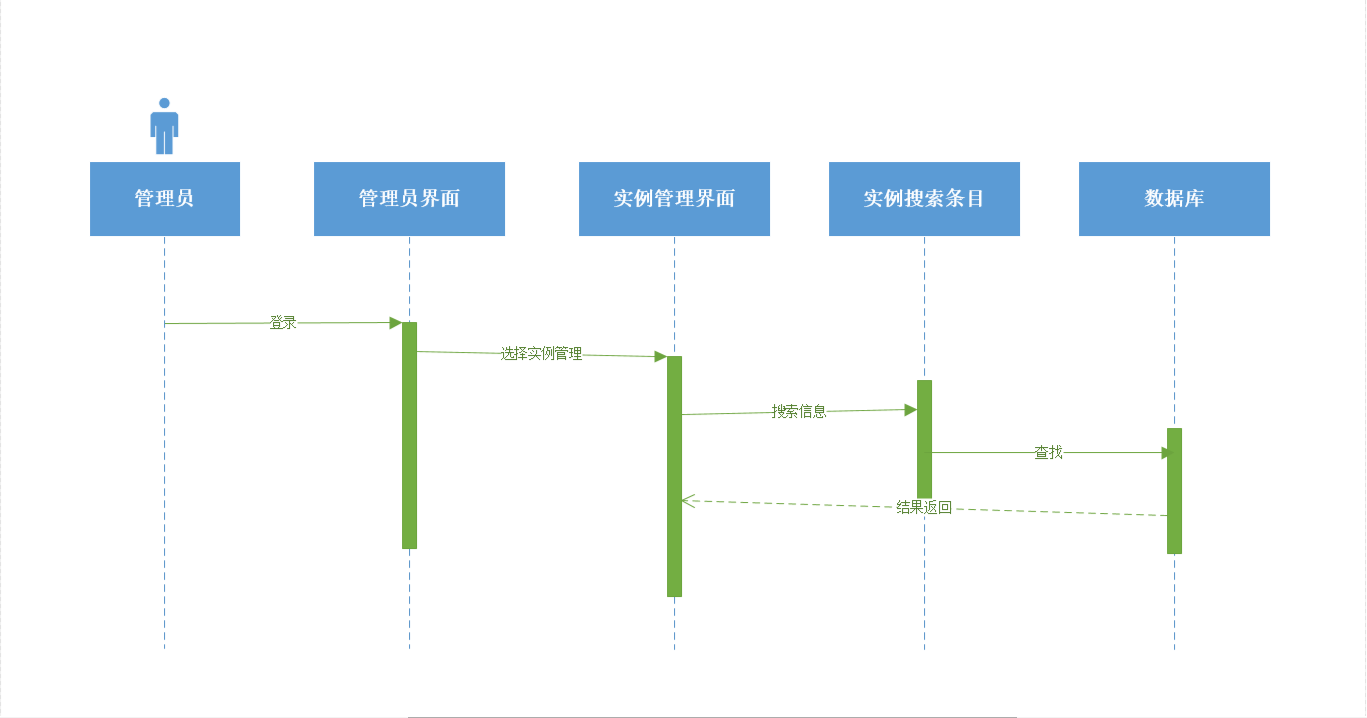 管理员
管理员界面
实例管理界面
实例搜索条目
数据库
登录
选择实例管理
搜索信息
查找
结果返回